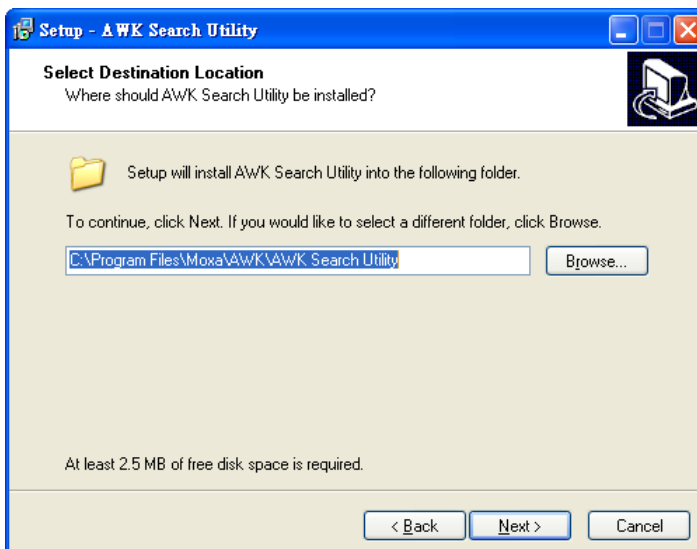 Setup - AWK Search Utility
Select Destination Location
Where should AWK Search Utility be installed?
Setup will install AWK Search Utility into the following folder.
To continue, click Next. If you would like to select a different folder, click Browse.
C:\Program Files\Moxa\AWK\AWK Search Utility
Browse...
At least 2.5 MB of free disk space is required.
< Back Next > Cancel